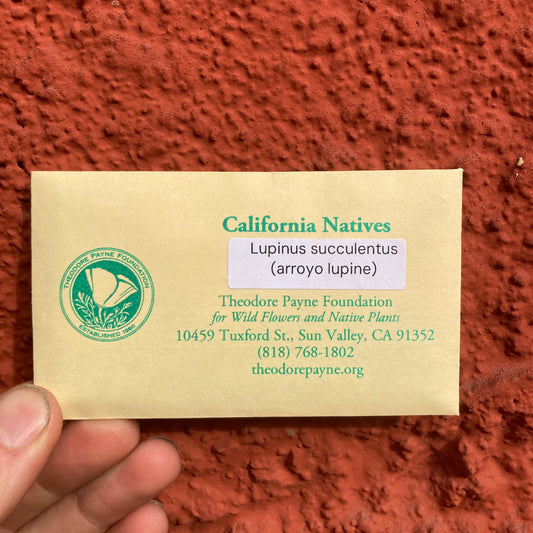 California Natives
Lupinus succulentus
(arroyo lupine)
Theodore Payne Foundation
for Wild Flowers and Native Plants
10459 Tuxford St., Sun Valley, CA 91352
(818) 768-1802
theodorepayne.org
THEODORE PAYNE FOUNDATION
ESTABLISHED 1960